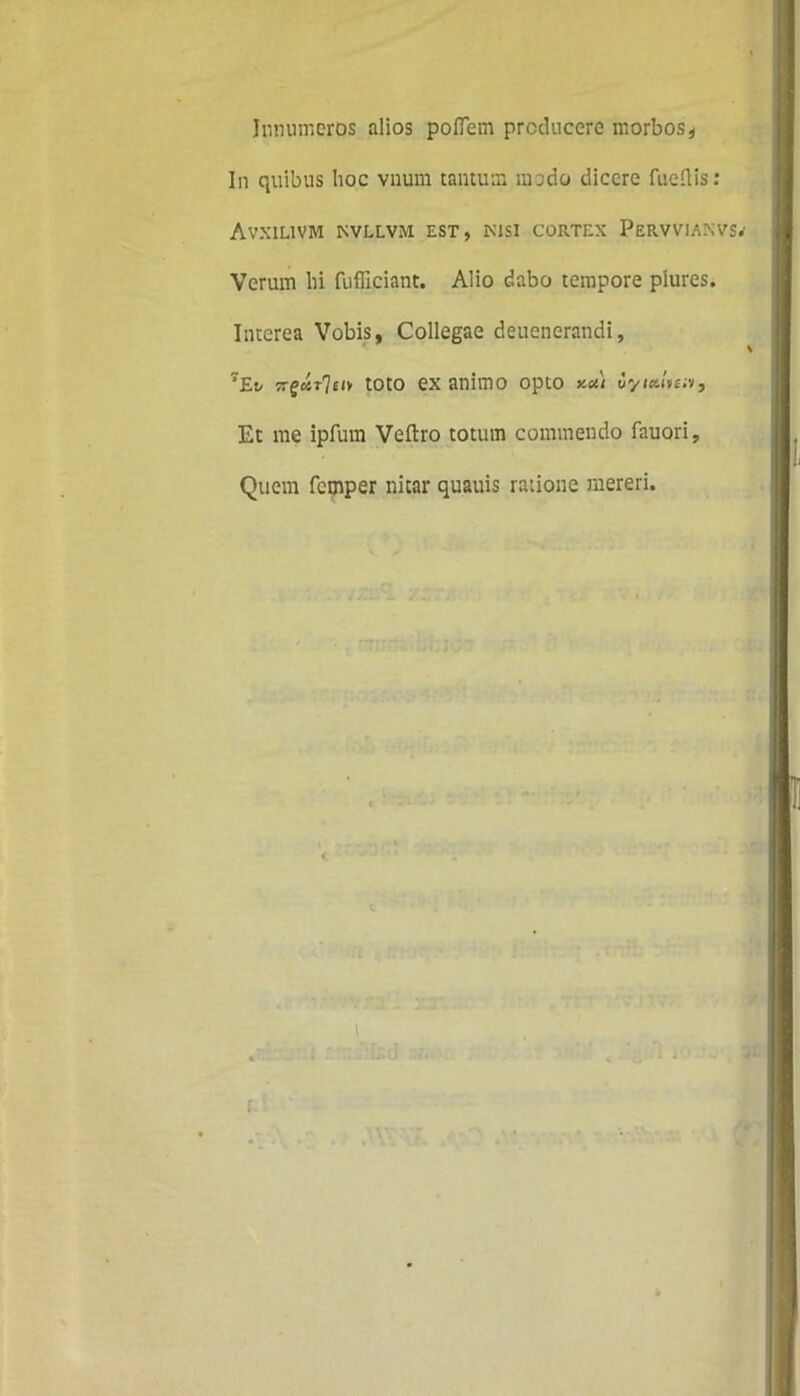 Innumeros alios poſſem producere morbos,
In quibus hoc vnum tantum modo dicere fueſtis:
AVXILIVM NVLLVM EST, NISI CORTEX PERVVIANVS.
Verum hi ſufficiant. Alio dabo tempore plures.
Interea Vobis, Collegae deuenerandi,
Ἐυ πράττειν toto ex animo opto καὶ ὑγιαίνειν,
Et me ipſum Veſtro totum commendo fauori,
Quem ſemper nitar quauis ratione mereri.